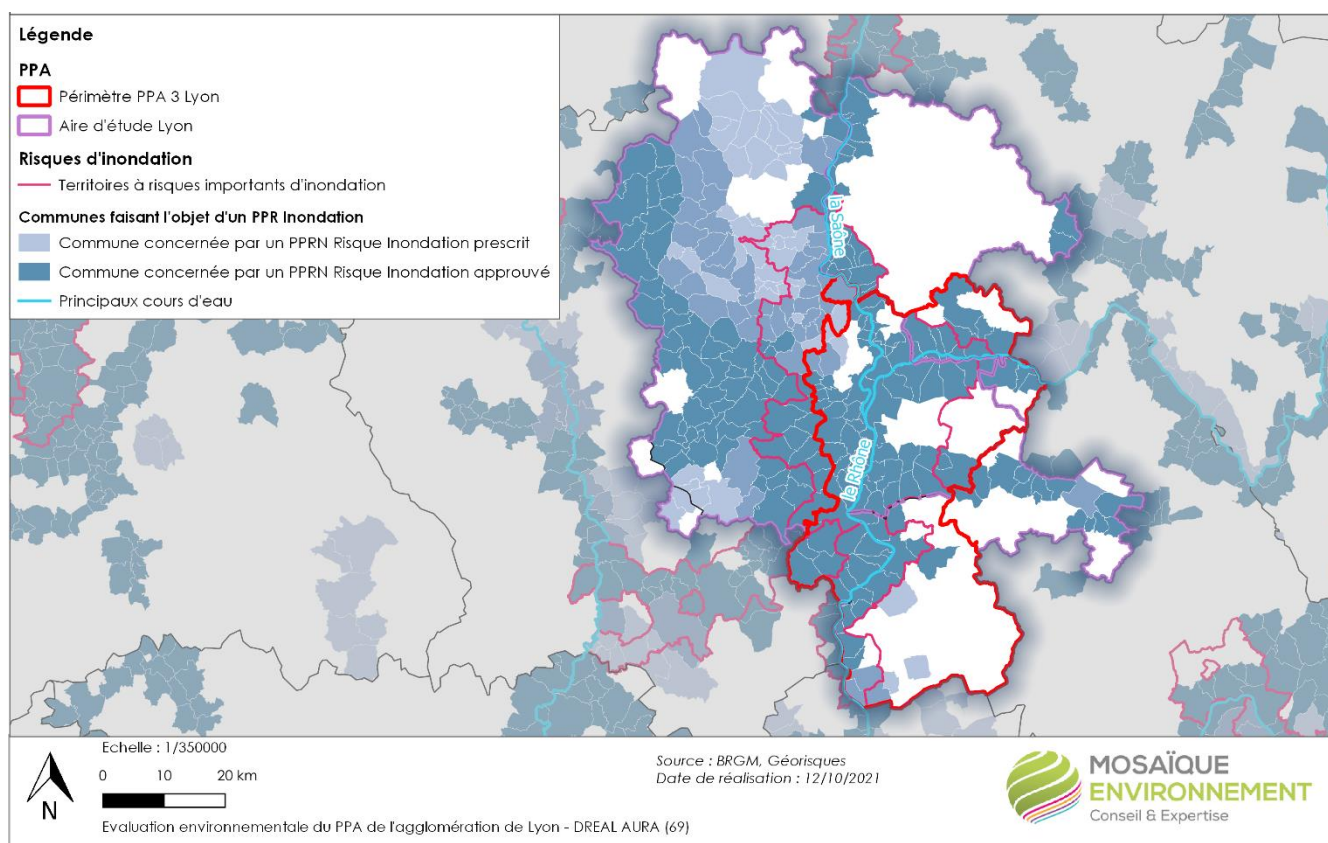 Légende
PPA
Périmètre PPA 3 Lyon
Aire d'étude Lyon
Risques d'inondation
Territoires à risques importants d'inondation
Communes faisant l'objet d'un PPR Inondation
Commune concernée par un PPRN Risque Inondation prescrit
Commune concernée par un PPRN Risque Inondation approuvé
Principaux cours d'eau
la Saône
le Rhône
N
Echelle : 1/350000
0 10 20 km
Evaluation environnementale du PPA de l'agglomération de Lyon - DREAL AURA (69)
Source : BRGM, Géorisques
Date de réalisation : 12/10/2021
MOSAÏQUE
ENVIRONNEMENT
Conseil & Expertise